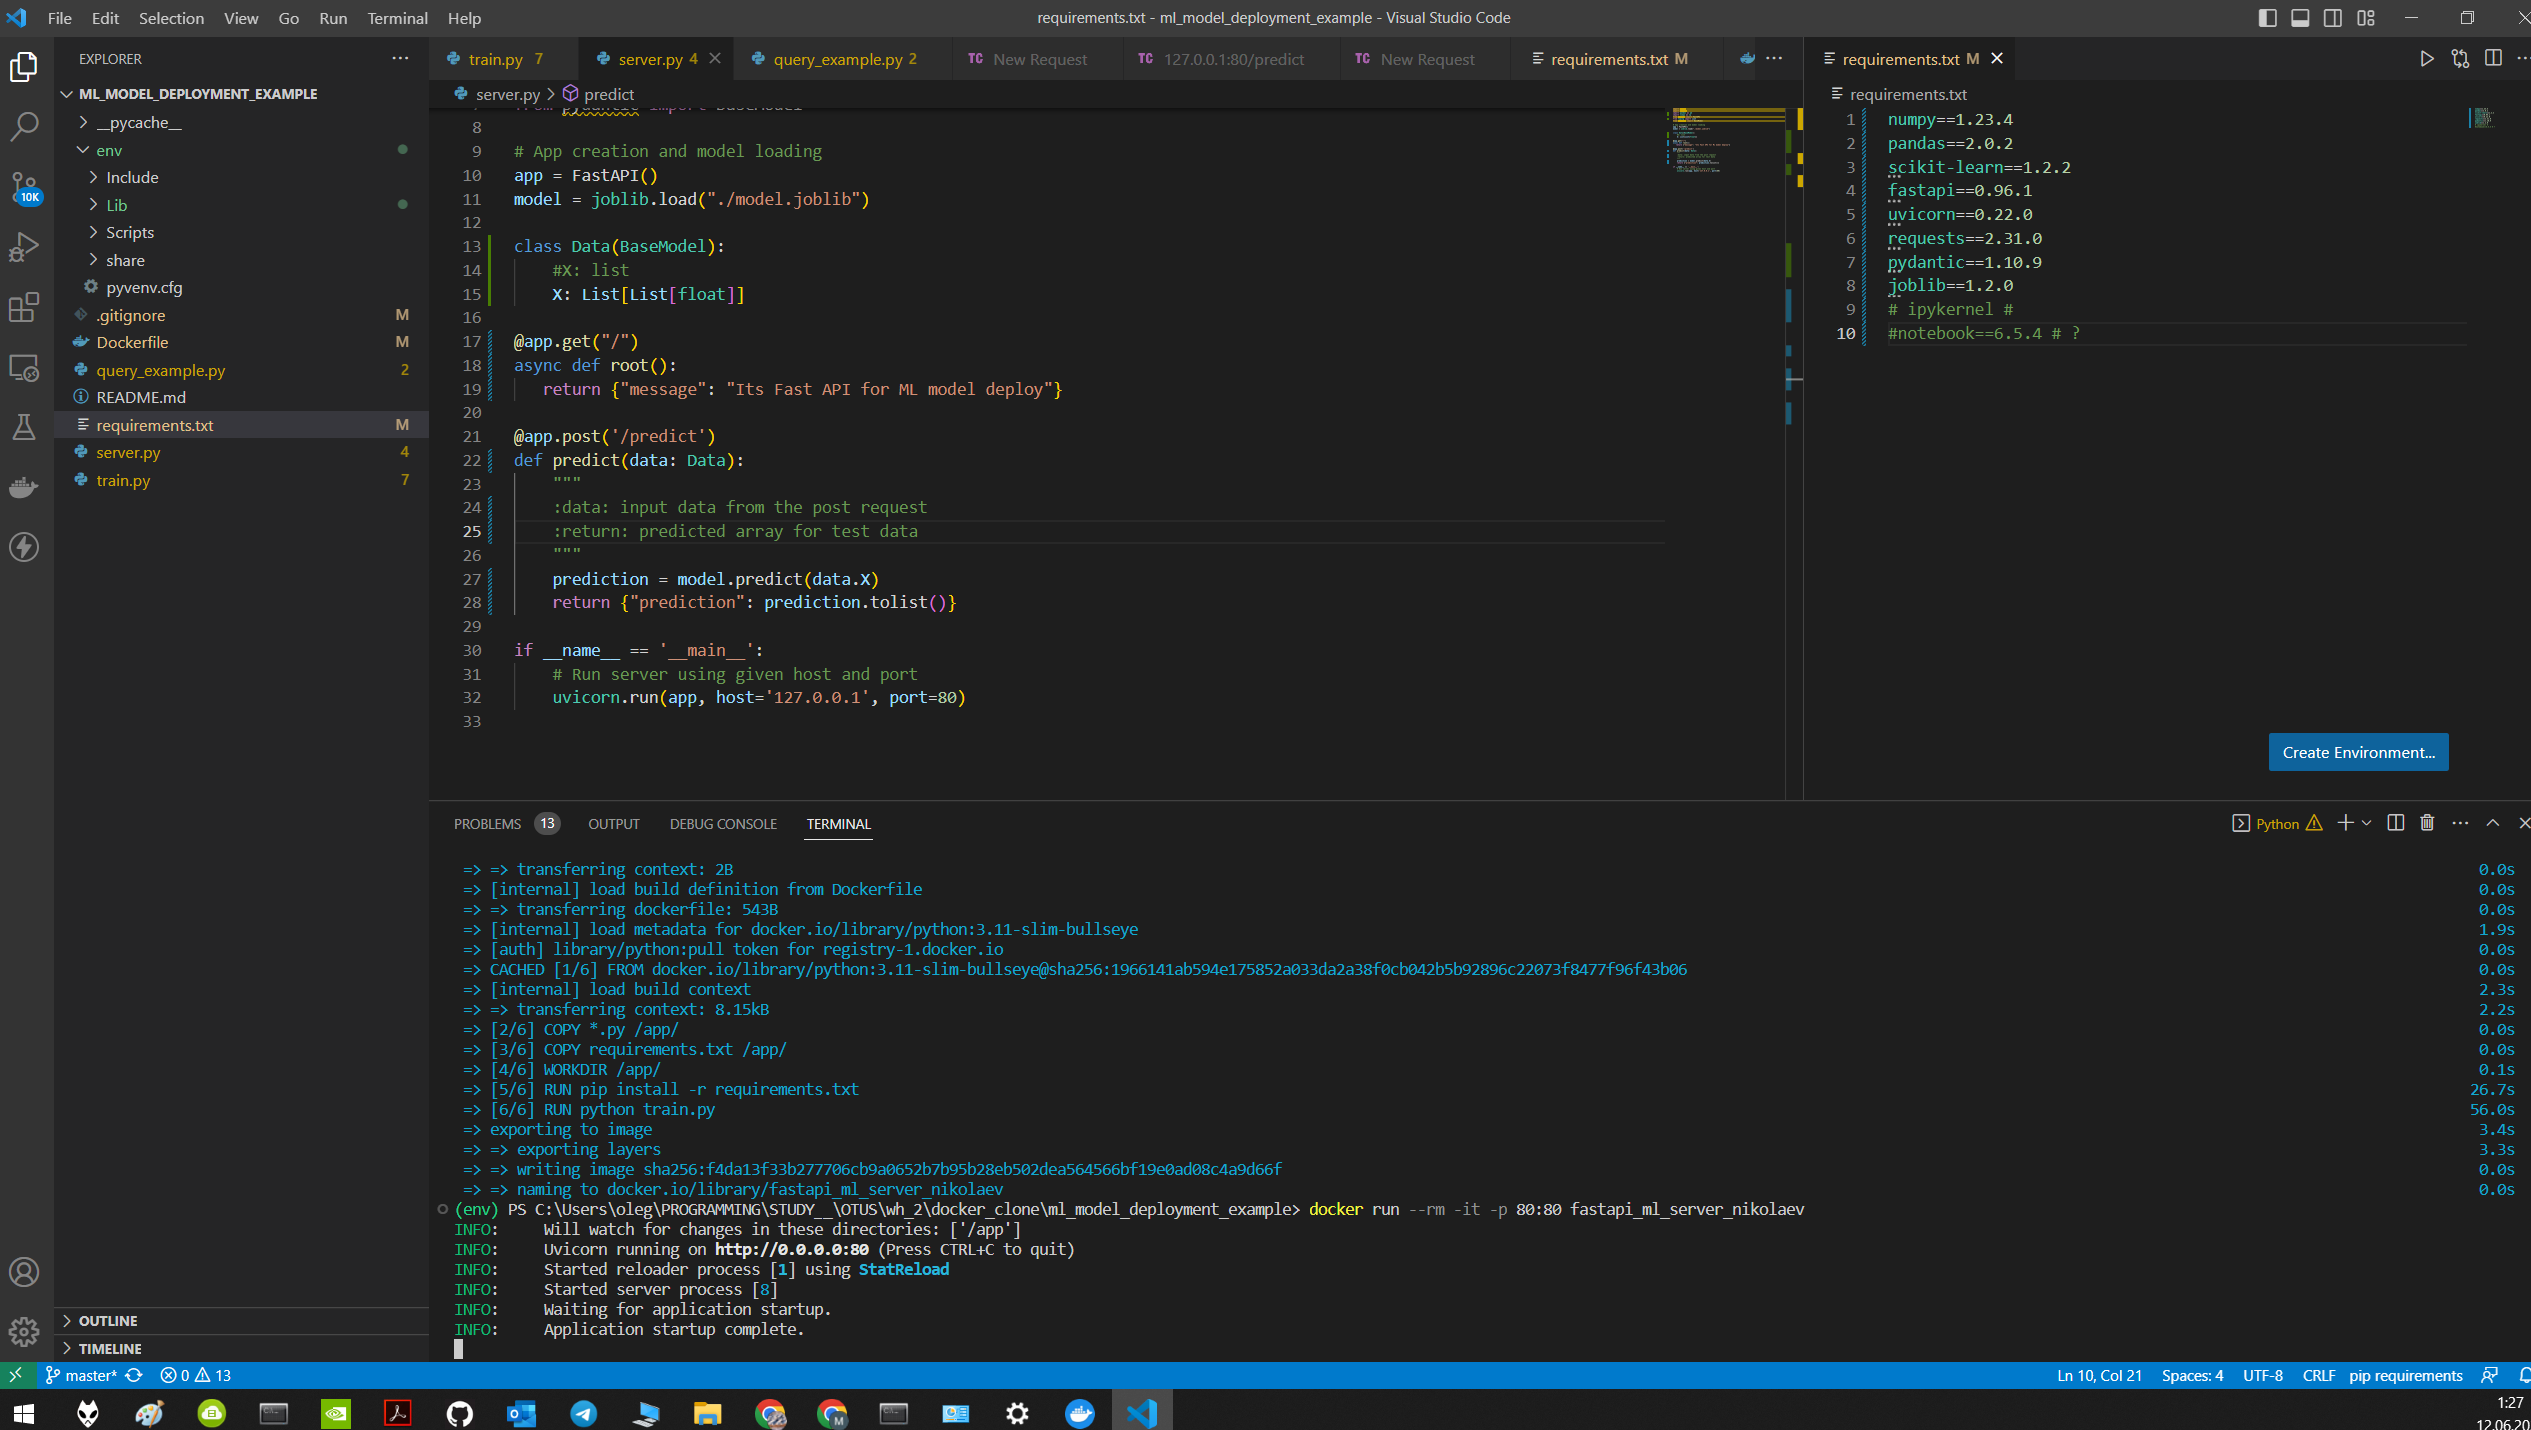 File Edit Selection View Go Run Terminal Help
requirements.txt - ml_model_deployment_example - Visual Studio Code
EXPLORER
ML_MODEL_DEPLOYMENT_EXAMPLE
__pycache__
env
Include
Lib
Scripts
share
pyvenv.cfg
.gitignore M
Dockerfile M
query_example.py 2
README.md
requirements.txt M
server.py 4
train.py 7
OUTLINE
TIMELINE
10K
train.py 7 server.py 4 query_example.py 2 TC New Request TC 127.0.0.1:80/predict TC New Request requirements.txt M
server.py > predict
from pydantic import BaseModel
8
9 # App creation and model loading
10 app = FastAPI()
11 model = joblib.load("./model.joblib")
12
13 class Data(BaseModel):
14 #X: list
15 X: List[List[float]]
16
17 @app.get("/")
18 async def root():
19 return {"message": "Its Fast API for ML model deploy"}
20
21 @app.post('/predict')
22 def predict(data: Data):
23 """
24 :data: input data from the post request
25 :return: predicted array for test data
26 """
27 prediction = model.predict(data.X)
28 return {"prediction": prediction.tolist()}
29
30 if __name__ == '__main__':
31 # Run server using given host and port
32 uvicorn.run(app, host='127.0.0.1', port=80)
33
requirements.txt M
requirements.txt
1 numpy==1.23.4
2 pandas==2.0.2
3 scikit-learn==1.2.2
4 fastapi==0.96.1
5 uvicorn==0.22.0
6 requests==2.31.0
7 pydantic==1.10.9
8 joblib==1.2.0
9 # ipykernel #
10 #notebook==6.5.4 # ?
Create Environment...
PROBLEMS 13 OUTPUT DEBUG CONSOLE TERMINAL
Python
=> => transferring context: 2B 0.0s
=> [internal] load build definition from Dockerfile 0.0s
=> => transferring dockerfile: 543B 0.0s
=> [internal] load metadata for docker.io/library/python:3.11-slim-bullseye 1.9s
=> [auth] library/python:pull token for registry-1.docker.io 0.0s
=> CACHED [1/6] FROM docker.io/library/python:3.11-slim-bullseye@sha256:1966141ab594e175852a033da2a38f0cb042b5b92896c22073f8477f96f43b06 0.0s
=> [internal] load build context 2.3s
=> => transferring context: 8.15kB 2.2s
=> [2/6] COPY *.py /app/ 0.0s
=> [3/6] COPY requirements.txt /app/ 0.0s
=> [4/6] WORKDIR /app/ 0.1s
=> [5/6] RUN pip install -r requirements.txt 26.7s
=> [6/6] RUN python train.py 56.0s
=> exporting to image 3.4s
=> => exporting layers 3.3s
=> => writing image sha256:f4da13f33b277706cb9a0652b7b95b28eb502dea564566bf19e0ad08c4a9d66f 0.0s
=> => naming to docker.io/library/fastapi_ml_server_nikolaev 0.0s
(env) PS C:\Users\oleg\PROGRAMMING\STUDY__\OTUS\wh_2\docker_clone\ml_model_deployment_example> docker run --rm -it -p 80:80 fastapi_ml_server_nikolaev
INFO: Will watch for changes in these directories: ['/app']
INFO: Uvicorn running on http://0.0.0.0:80 (Press CTRL+C to quit)
INFO: Started reloader process [1] using StatReload
INFO: Started server process [8]
INFO: Waiting for application startup.
INFO: Application startup complete.
master* 0 13
Ln 10, Col 21 Spaces: 4 UTF-8 CRLF pip requirements
1:27
12.06.20